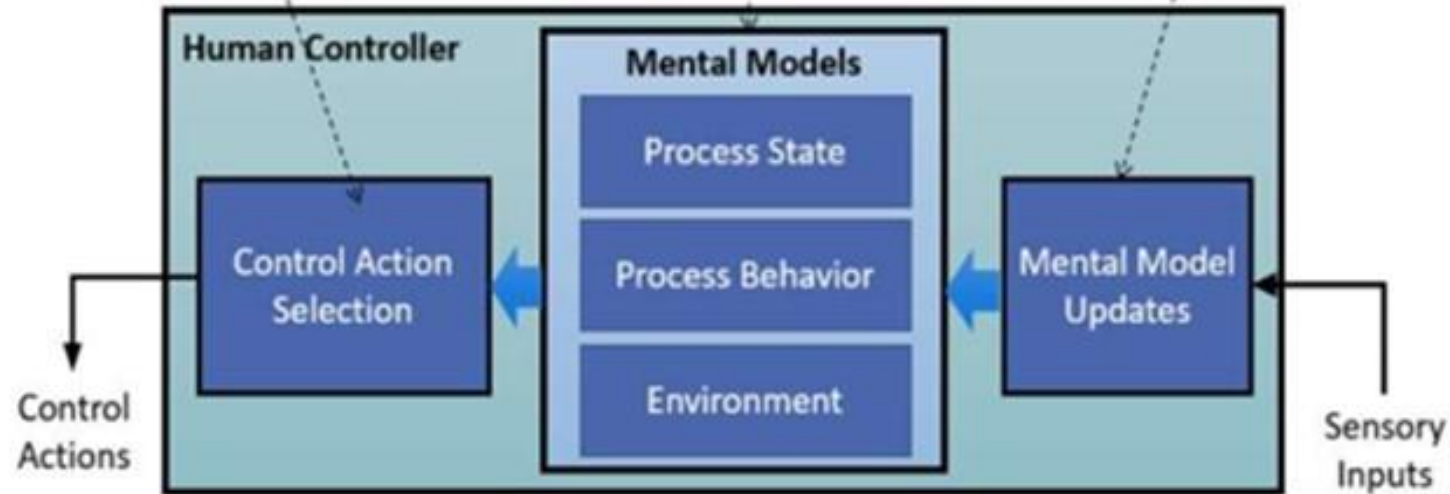 Human Controller
Mental Models
Process State
Process Behavior
Environment
Control Action
Selection
Mental Model
Updates
Control
Actions
Sensory
Inputs